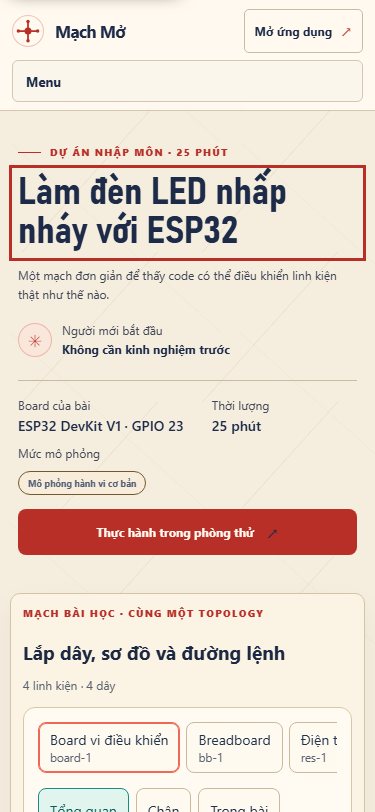 Mạch Mở
Mở ứng dụng ↗
Menu
DỰ ÁN NHẬP MÔN · 25 PHÚT
Làm đèn LED nhấp
nháy với ESP32
Một mạch đơn giản để thấy code có thể điều khiển linh kiện
thật như thế nào.
Người mới bắt đầu
Không cần kinh nghiệm trước
Board của bài
ESP32 DevKit V1 · GPIO 23
Thời lượng
25 phút
Mức mô phỏng
Mô phỏng hành vi cơ bản
Thực hành trong phòng thử ↗
MẠCH BÀI HỌC · CÙNG MỘT TOPOLOGY
Lắp dây, sơ đồ và đường lệnh
4 linh kiện · 4 dây
Board vi điều khiển
board-1
Breadboard
bb-1
Điện t
res-1
Tổng quan
Chân
Trong bài